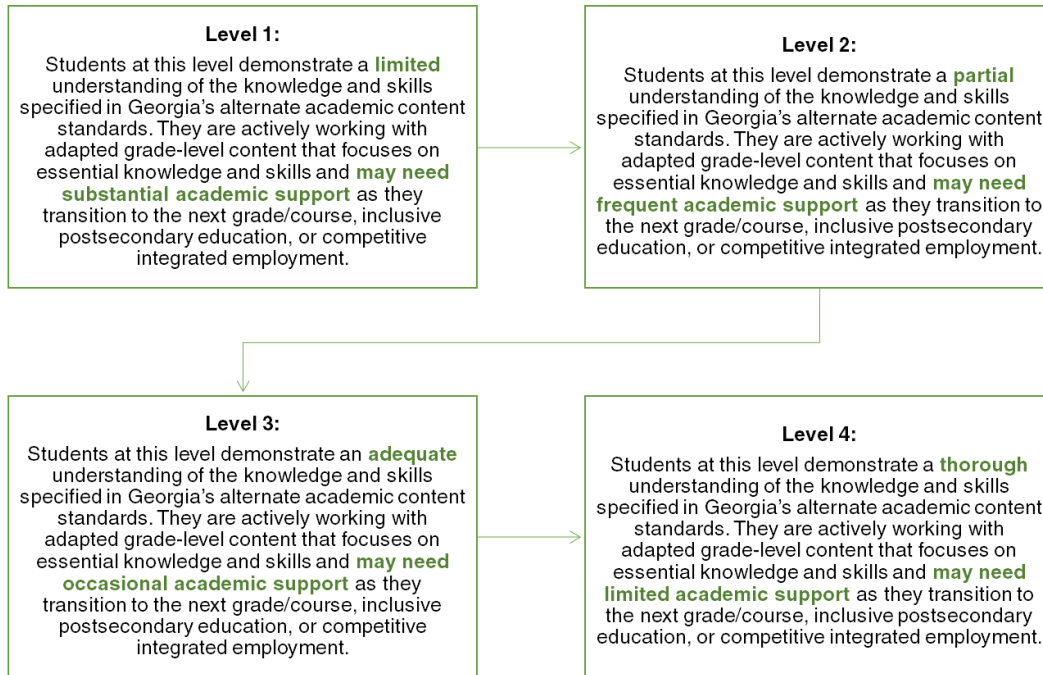 Level 1:
Students at this level demonstrate a limited
understanding of the knowledge and skills
specified in Georgia’s alternate academic content
standards. They are actively working with
adapted grade-level content that focuses on
essential knowledge and skills and may need
substantial academic support as they
transition to the next grade/course, inclusive
postsecondary education, or competitive
integrated employment.
Level 2:
Students at this level demonstrate a partial
understanding of the knowledge and skills
specified in Georgia’s alternate academic content
standards. They are actively working with
adapted grade-level content that focuses on
essential knowledge and skills and may need
frequent academic support as they transition to
the next grade/course, inclusive postsecondary
education, or competitive integrated employment.
Level 3:
Students at this level demonstrate an adequate
understanding of the knowledge and skills
specified in Georgia’s alternate academic content
standards. They are actively working with
adapted grade-level content that focuses on
essential knowledge and skills and may need
occasional academic support as they
transition to the next grade/course, inclusive
postsecondary education, or competitive
integrated employment.
Level 4:
Students at this level demonstrate a thorough
understanding of the knowledge and skills
specified in Georgia’s alternate academic content
standards. They are actively working with
adapted grade-level content that focuses on
essential knowledge and skills and may need
limited academic support as they transition to
the next grade/course, inclusive postsecondary
education, or competitive integrated employment.